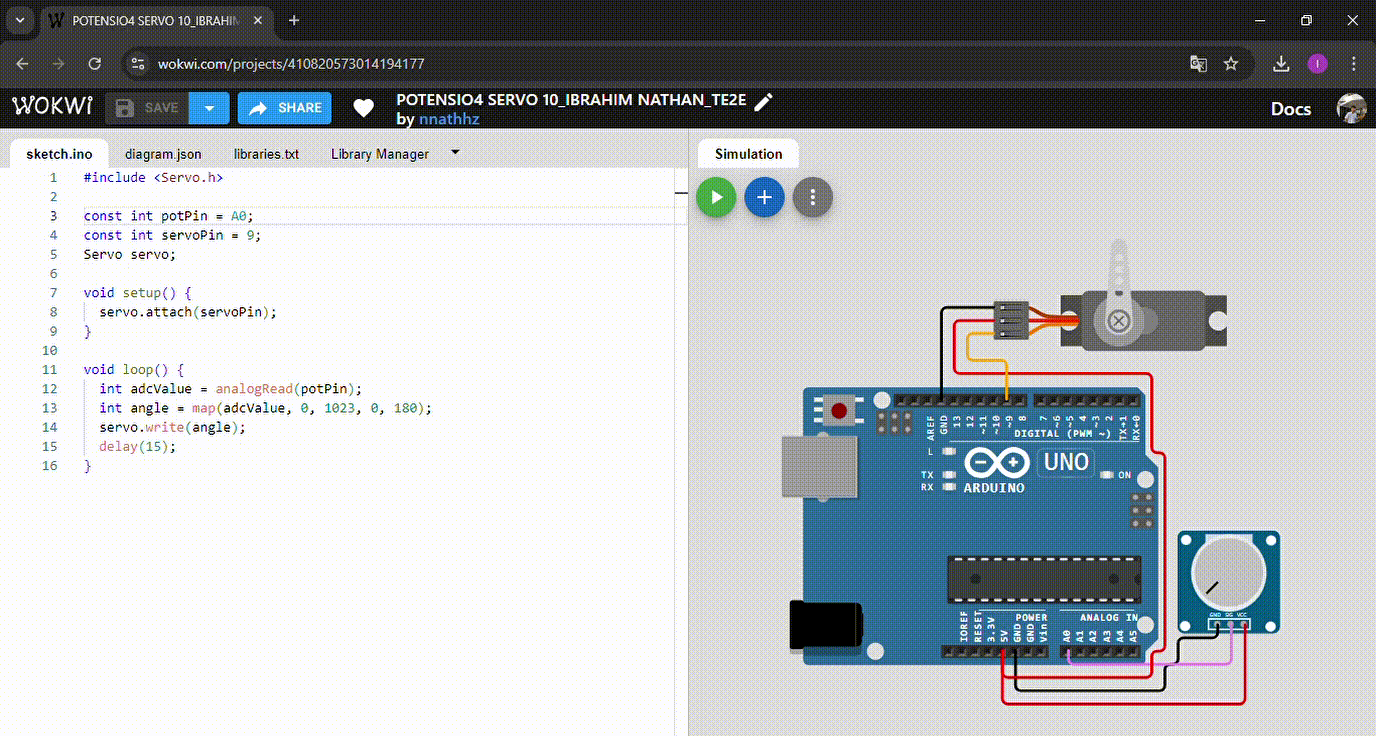 POTENSIO4 SERVO 10_IBRAHIM
wokwi.com/projects/410820573014194177
I
WOKWI
SAVE
SHARE
POTENSIO4 SERVO 10_IBRAHIM NATHAN_TE2E
by nnathhz
Docs
sketch.ino
diagram.json
libraries.txt
Library Manager
Simulation
1 #include <Servo.h>
2
3 const int potPin = A0;
4 const int servoPin = 9;
5 Servo servo;
6
7 void setup() {
8 servo.attach(servoPin);
9 }
10
11 void loop() {
12 int adcValue = analogRead(potPin);
13 int angle = map(adcValue, 0, 1023, 0, 180);
14 servo.write(angle);
15 delay(15);
16 }
AREF
GND
13
12
~11
~10
~9
8
7
~6
~5
4
~3
2
TX→1
RX←0
DIGITAL (PWM ~)
L
TX
RX
ARDUINO
UNO
ON
IOREF
RESET
3.3V
5V
GND
GND
Vin
POWER
ANALOG IN
A0
A1
A2
A3
A4
A5
GND SIG VCC